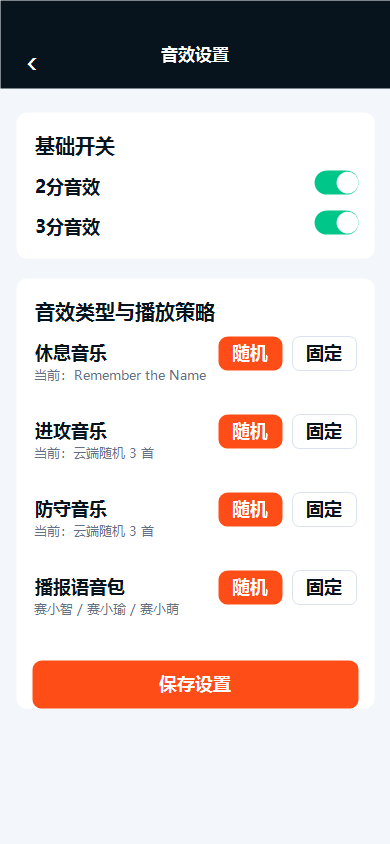 音效设置
基础开关
2分音效
3分音效
音效类型与播放策略
休息音乐 随机 固定
当前：Remember the Name
进攻音乐 随机 固定
当前：云端随机 3 首
防守音乐 随机 固定
当前：云端随机 3 首
播报语音包 随机 固定
赛小智 / 赛小瑜 / 赛小萌
保存设置